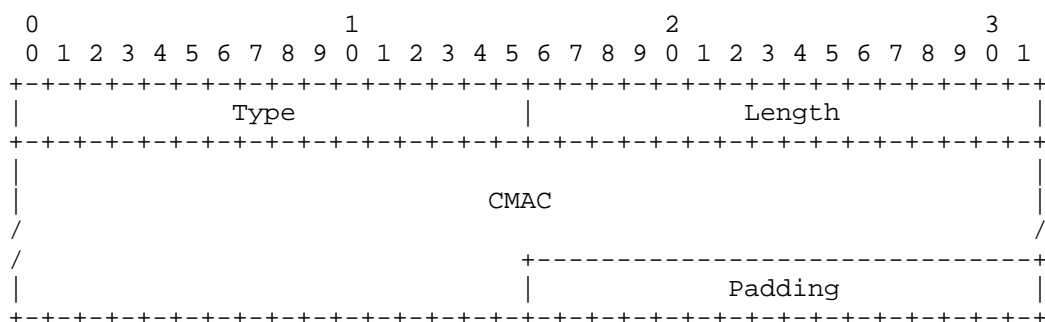 0                   1                   2                   3
 0 1 2 3 4 5 6 7 8 9 0 1 2 3 4 5 6 7 8 9 0 1 2 3 4 5 6 7 8 9 0 1
+-+-+-+-+-+-+-+-+-+-+-+-+-+-+-+-+-+-+-+-+-+-+-+-+-+-+-+-+-+-+-+-+
|             Type              |             Length            |
+-+-+-+-+-+-+-+-+-+-+-+-+-+-+-+-+-+-+-+-+-+-+-+-+-+-+-+-+-+-+-+-+
|                                                               |
|                             CMAC                              |
/                                                               /
/                               +-------------------------------+
|                               |            Padding            |
+-+-+-+-+-+-+-+-+-+-+-+-+-+-+-+-+-+-+-+-+-+-+-+-+-+-+-+-+-+-+-+-+